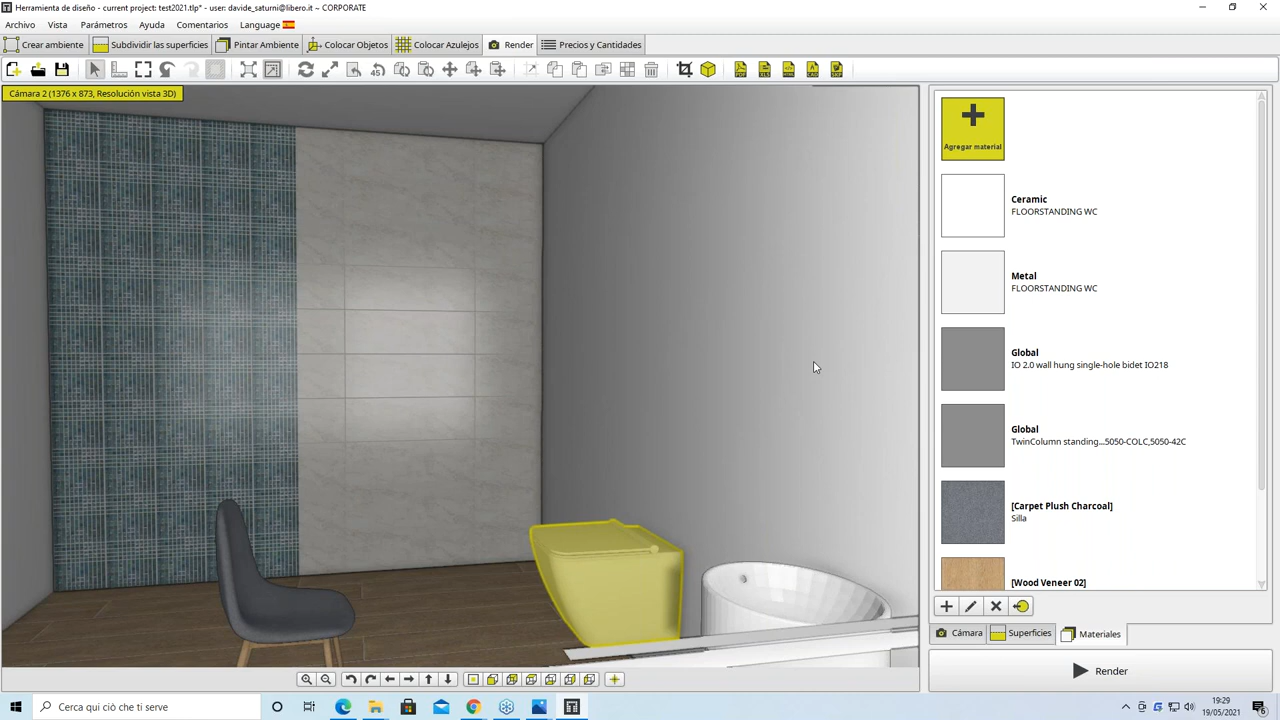 Herramienta de diseño - current project: test2021.tlp* - user: davide_saturni@libero.it ~ CORPORATE
Archivo Vista Parámetros Ayuda Comentarios Language
Crear ambiente Subdividir las superficies Pintar Ambiente Colocar Objetos Colocar Azulejos Render Precios y Cantidades
Cámara 2 (1376 x 873, Resolución vista 3D)
Agregar material
Ceramic
FLOORSTANDING WC
Metal
FLOORSTANDING WC
Global
IO 2.0 wall hung single-hole bidet IO218
Global
TwinColumn standing...5050-COLC,5050-42C
[Carpet Plush Charcoal]
Silla
[Wood Veneer 02]
Cámara Superficies Materiales
Render
Cerca qui ciò che ti serve
19:29
19/05/2021